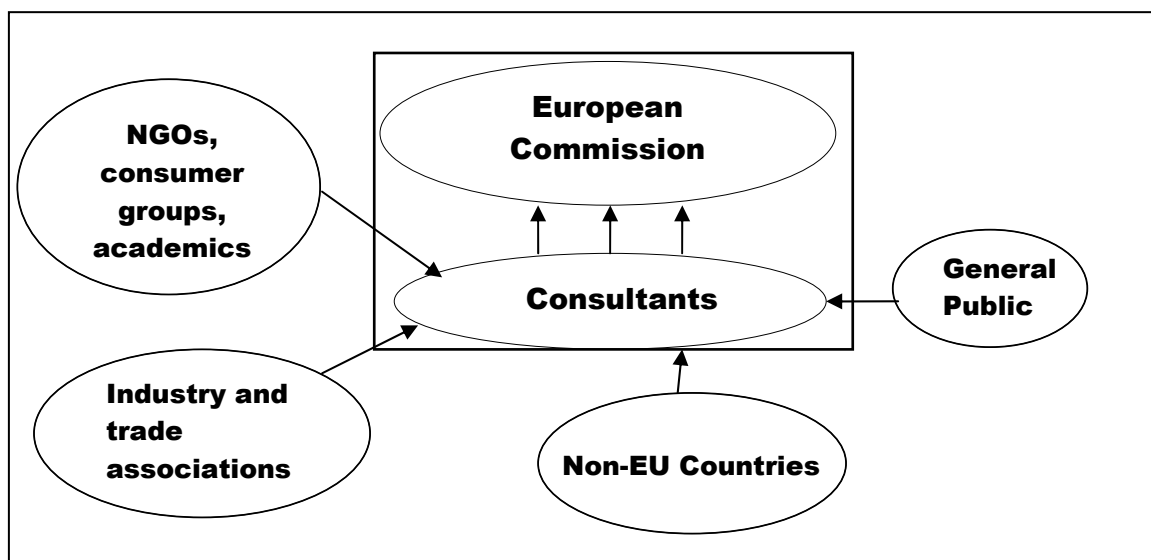 European
Commission
NGOs,
consumer
groups,
academics
Consultants
General
Public
Industry and
trade
associations
Non-EU Countries